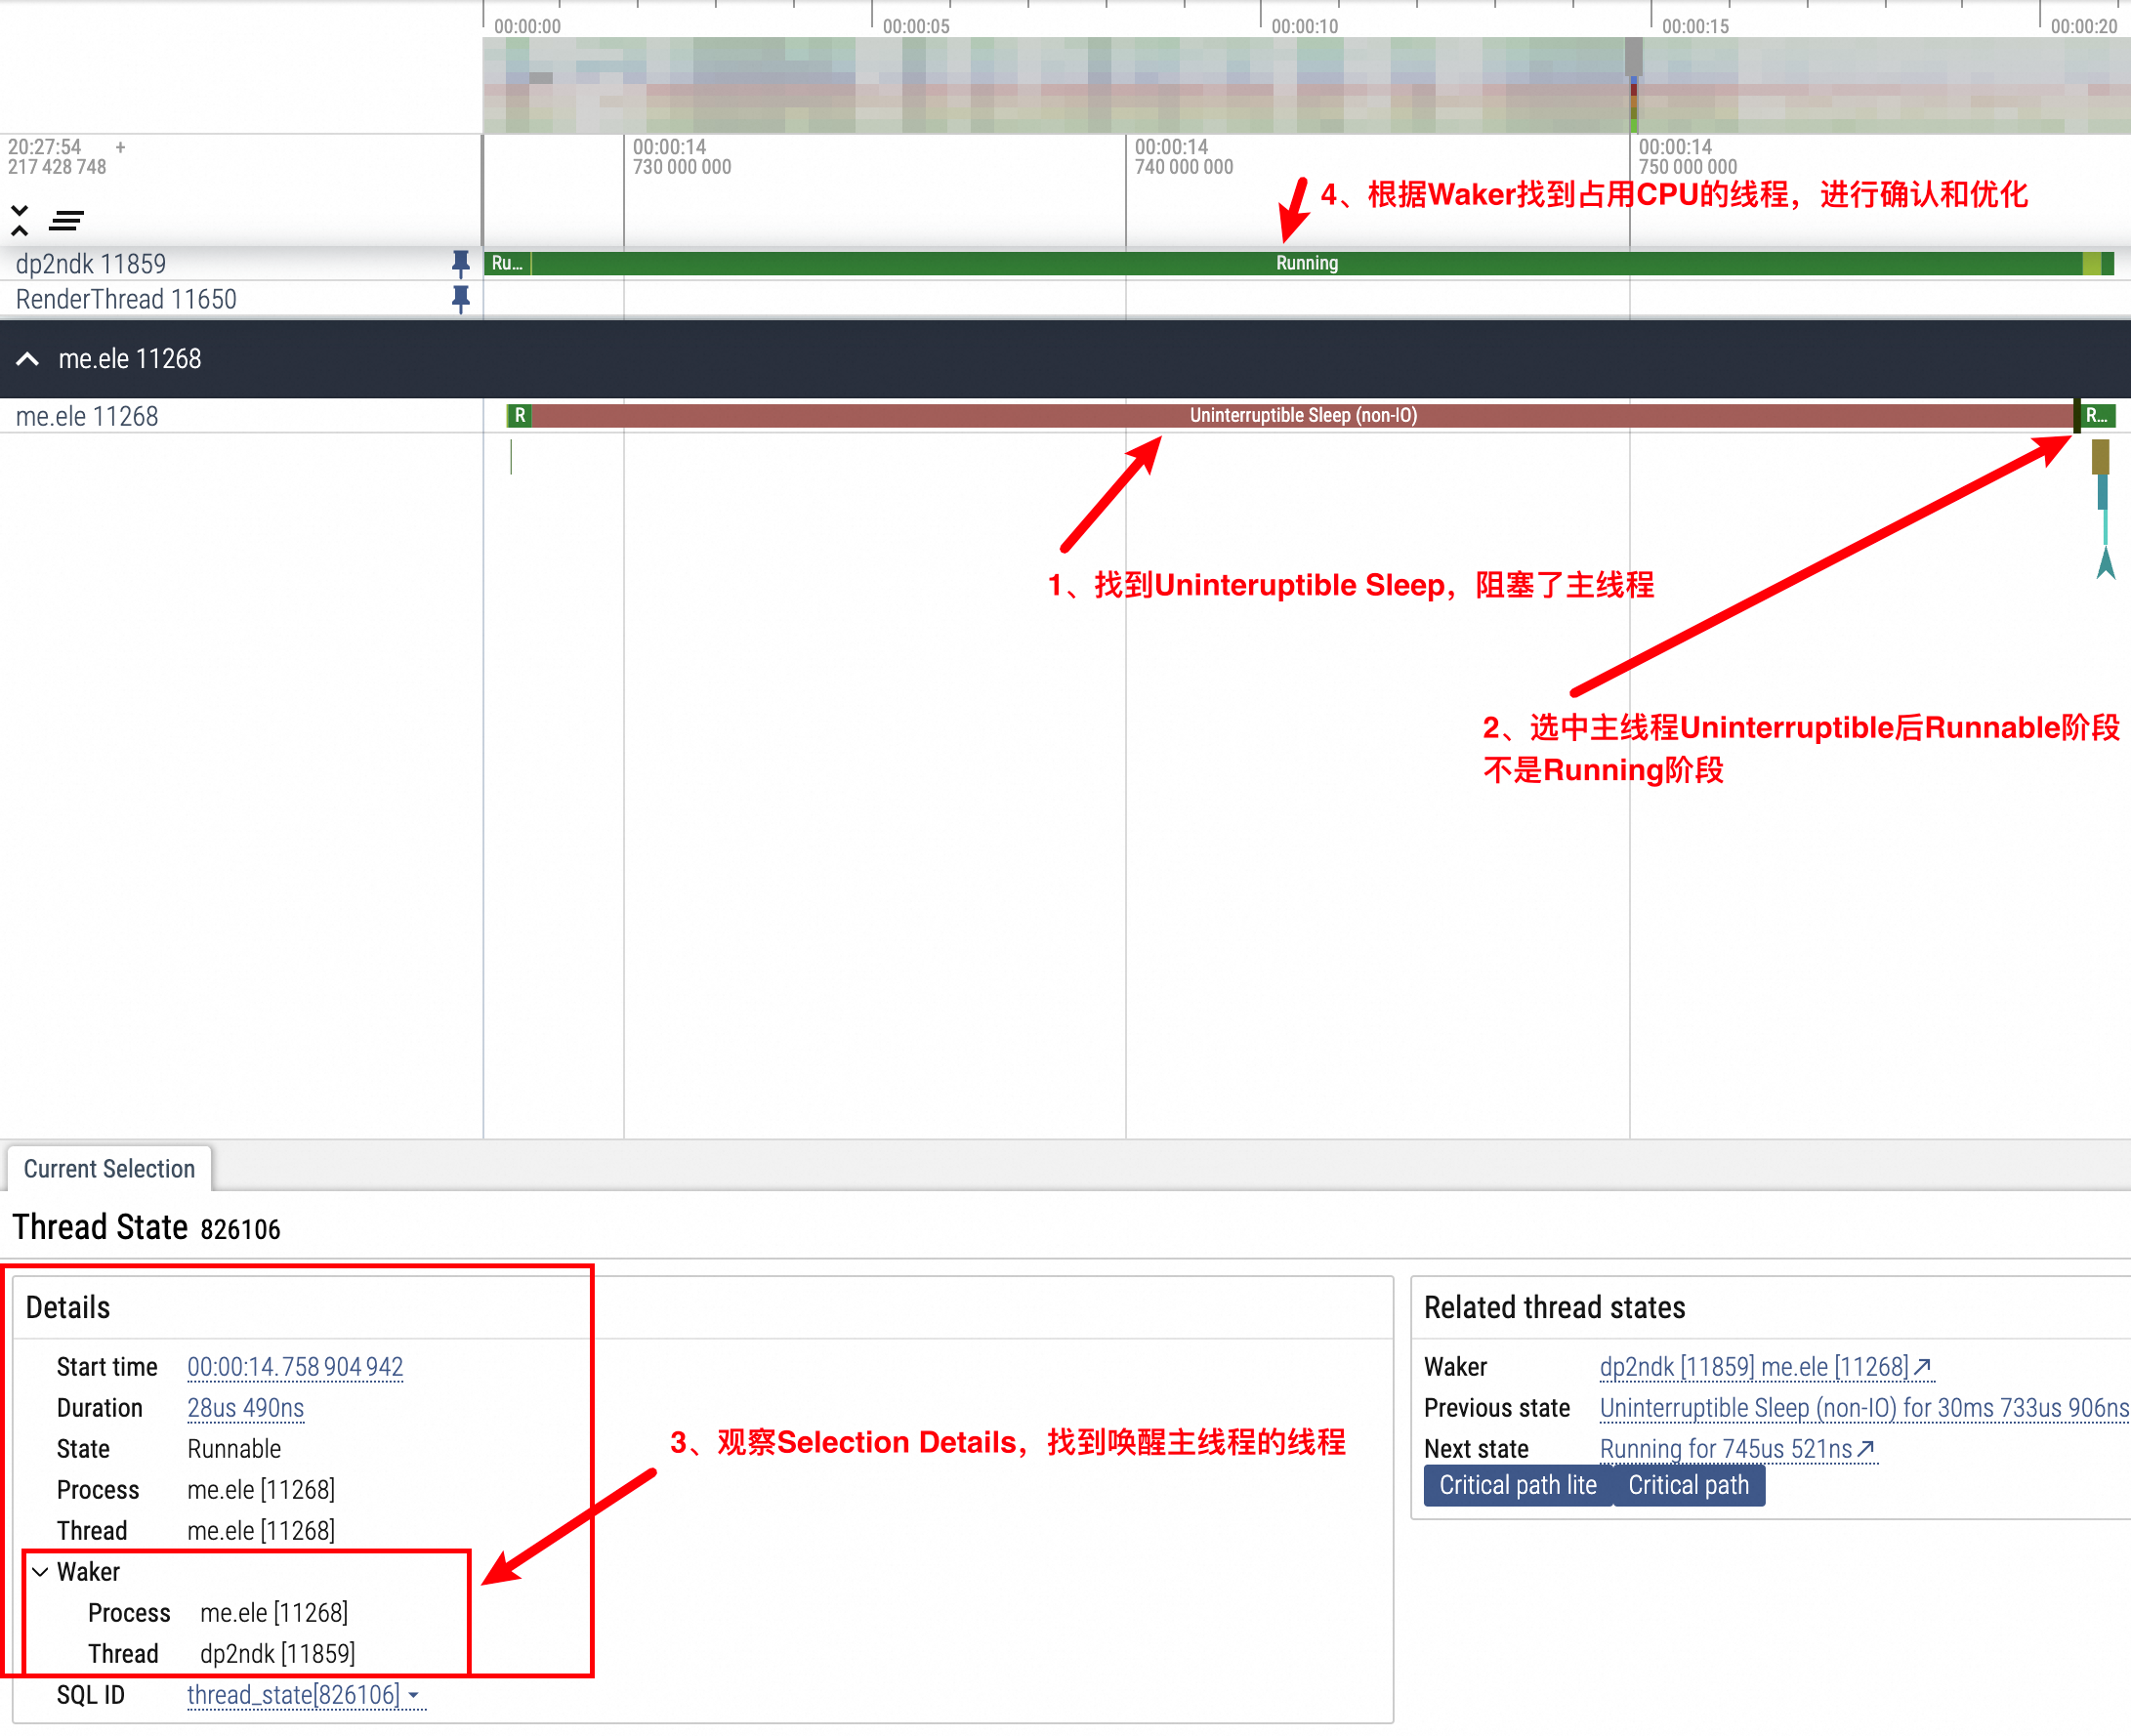 00:00:00
00:00:05
00:00:10
00:00:15
00:00:20
20:27:54 +
217 428 748
00:00:14
730 000 000
00:00:14
740 000 000
00:00:14
750 000 000
4、根据Waker找到占用CPU的线程，进行确认和优化
dp2ndk 11859
Ru...
Running
RenderThread 11650
me.ele 11268
me.ele 11268
R
Uninterruptible Sleep (non-IO)
R...
1、找到Uninteruptible Sleep，阻塞了主线程
2、选中主线程Uninterruptible后Runnable阶段
不是Running阶段
Current Selection
Thread State 826106
Details
Start time 00:00:14.758 904 942
Duration 28us 490ns
State Runnable
Process me.ele [11268]
Thread me.ele [11268]
Waker
Process me.ele [11268]
Thread dp2ndk [11859]
SQL ID thread_state[826106]
3、观察Selection Details，找到唤醒主线程的线程
Related thread states
Waker dp2ndk [11859] me.ele [11268]
Previous state Uninterruptible Sleep (non-IO) for 30ms 733us 906ns
Next state Running for 745us 521ns
Critical path lite
Critical path